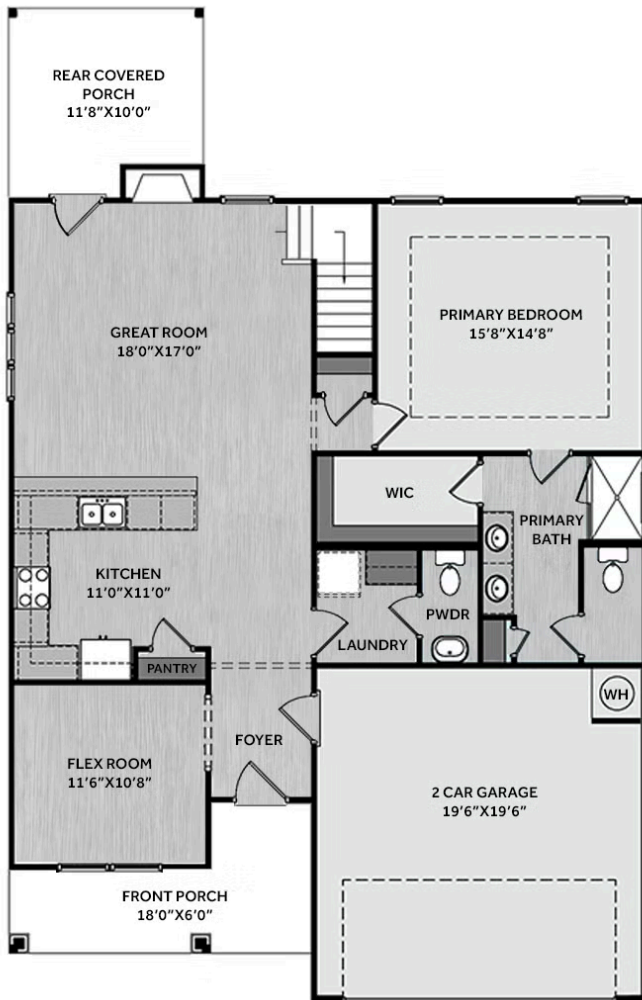 REAR COVERED
PORCH
11'8"X10'0"
GREAT ROOM
18'0"X17'0"
PRIMARY BEDROOM
15'8"X14'8"
WIC
PRIMARY
BATH
KITCHEN
11'0"X11'0"
PWDR
LAUNDRY
PANTRY
WH
FOYER
FLEX ROOM
11'6"X10'8"
2 CAR GARAGE
19'6"X19'6"
FRONT PORCH
18'0"X6'0"